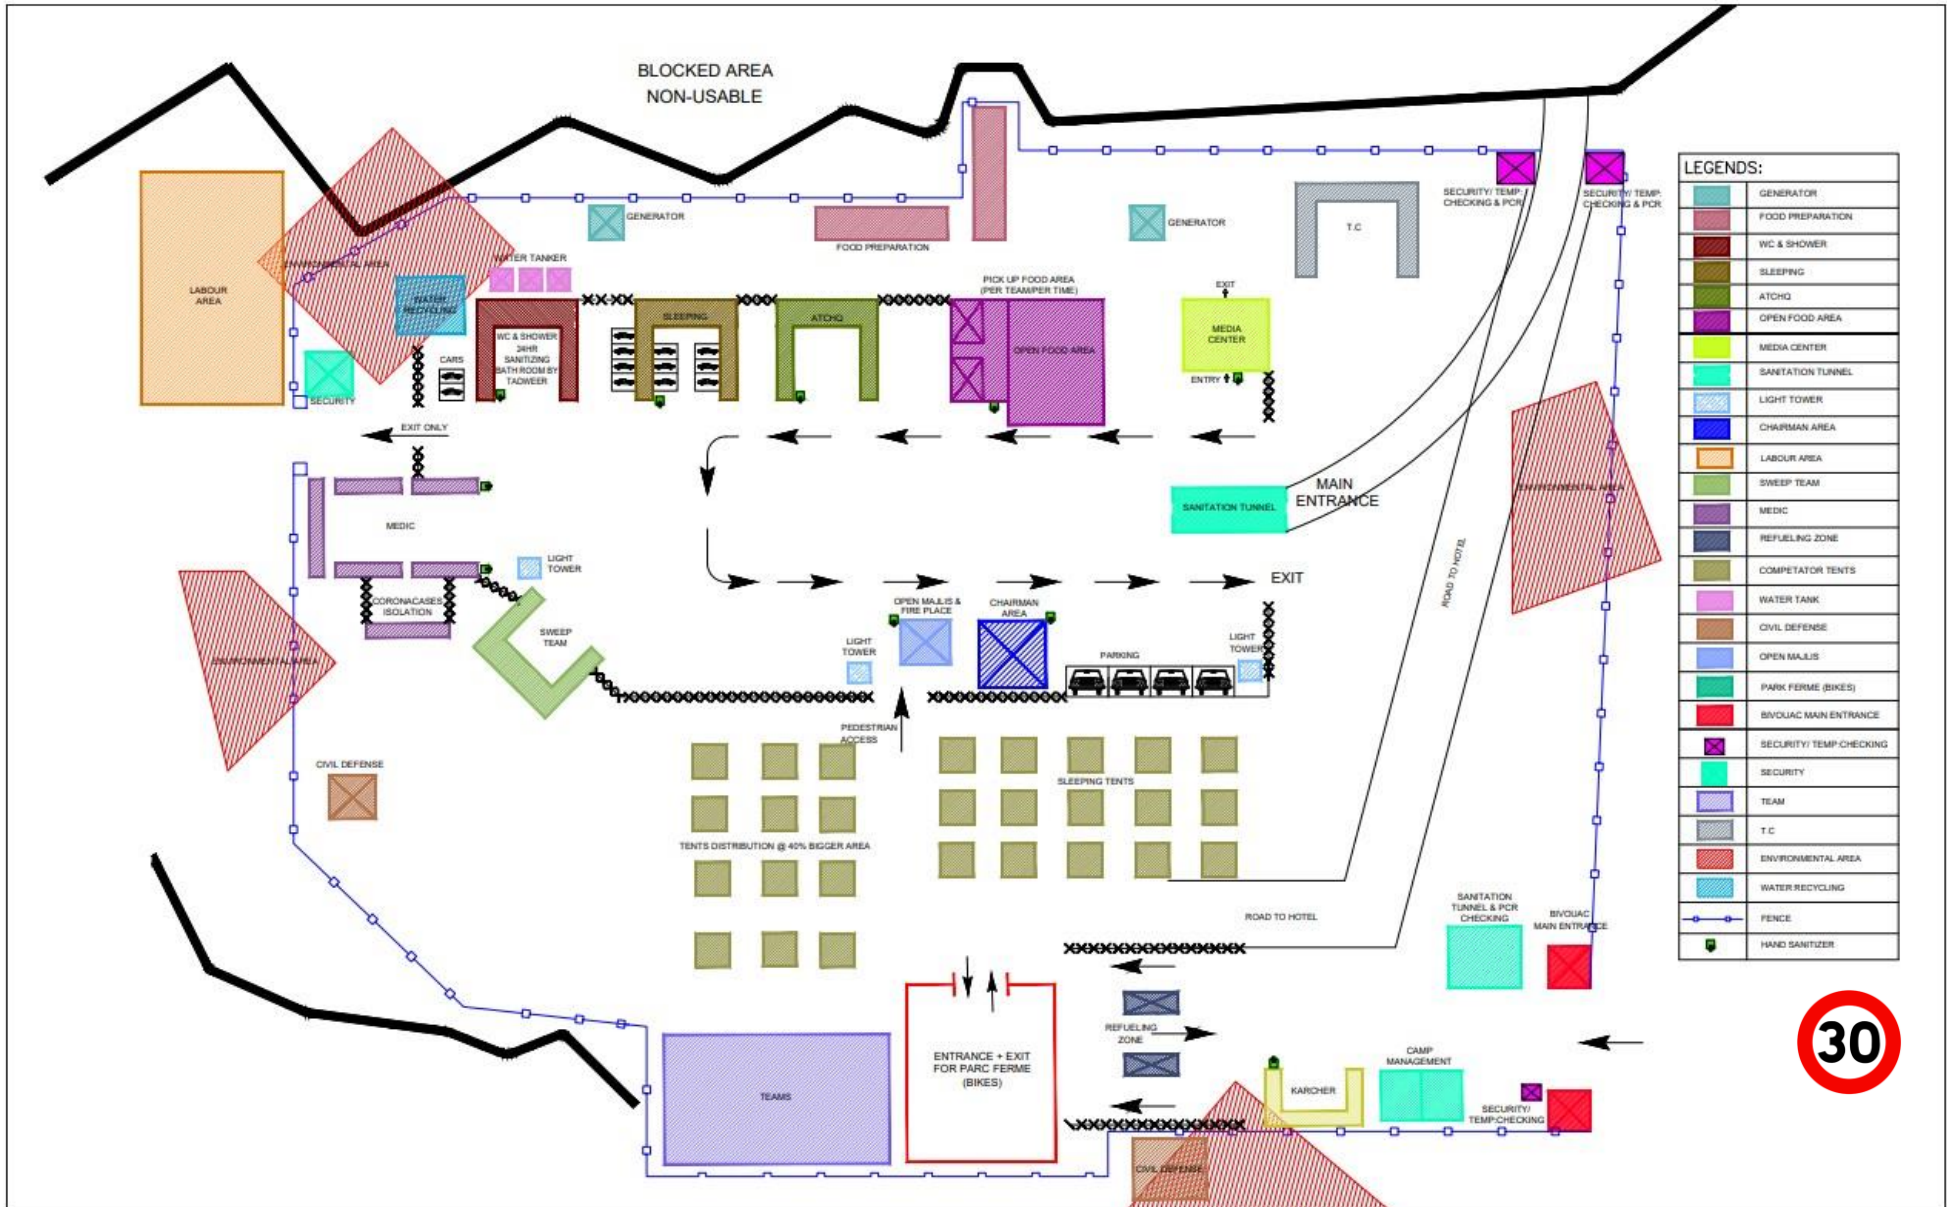 BLOCKED AREA
NON-USABLE
LEGENDS:
GENERATOR
FOOD PREPARATION
WC & SHOWER
SLEEPING
ATCHQ
OPEN FOOD AREA
MEDIA CENTER
SANITATION TUNNEL
LIGHT TOWER
CHAIRMAN AREA
LABOUR AREA
SWEEP TEAM
MEDIC
REFUELING ZONE
COMPETATOR TENTS
WATER TANK
CIVIL DEFENSE
OPEN MAJLIS
PARK FERME (BIKES)
BIVOUAC MAIN ENTRANCE
SECURITY/ TEMP:CHECKING
SECURITY
TEAM
T.C
ENVIRONMENTAL AREA
WATER RECYCLING
FENCE
HAND SANITIZER
SECURITY/ TEMP:
CHECKING & PCR
SECURITY/ TEMP:
CHECKING & PCR
GENERATOR
FOOD PREPARATION
GENERATOR
T.C
LABOUR
AREA
ENVIRONMENTAL AREA
WATER TANKER
WATER
RECYCLING
PICK UP FOOD AREA
(PER TEAM/PER TIME)
EXIT
WC & SHOWER
24HR
SANITIZING
BATH ROOM BY
TADWEER
SLEEPING
ATCHQ
OPEN FOOD AREA
MEDIA
CENTER
CARS
ENTRY
SECURITY
EXIT ONLY
MAIN
ENTRANCE
SANITATION TUNNEL
ENVIRONMENTAL AREA
MEDIC
LIGHT
TOWER
ROAD TO HOTEL
EXIT
CORONACASES
ISOLATION
OPEN MAJLIS &
FIRE PLACE
CHAIRMAN
AREA
SWEEP
TEAM
LIGHT
TOWER
LIGHT
TOWER
PARKING
ENVIRONMENTAL AREA
PEDESTRIAN
ACCESS
CIVIL DEFENSE
SLEEPING TENTS
TENTS DISTRIBUTION @ 40% BIGGER AREA
SANITATION
TUNNEL & PCR
CHECKING
BIVOUAC
MAIN ENTRANCE
ROAD TO HOTEL
REFUELING
ZONE
ENTRANCE + EXIT
FOR PARC FERME
(BIKES)
CAMP
MANAGEMENT
30
TEAMS
KARCHER
SECURITY/
TEMP:CHECKING
CIVIL DEFENSE